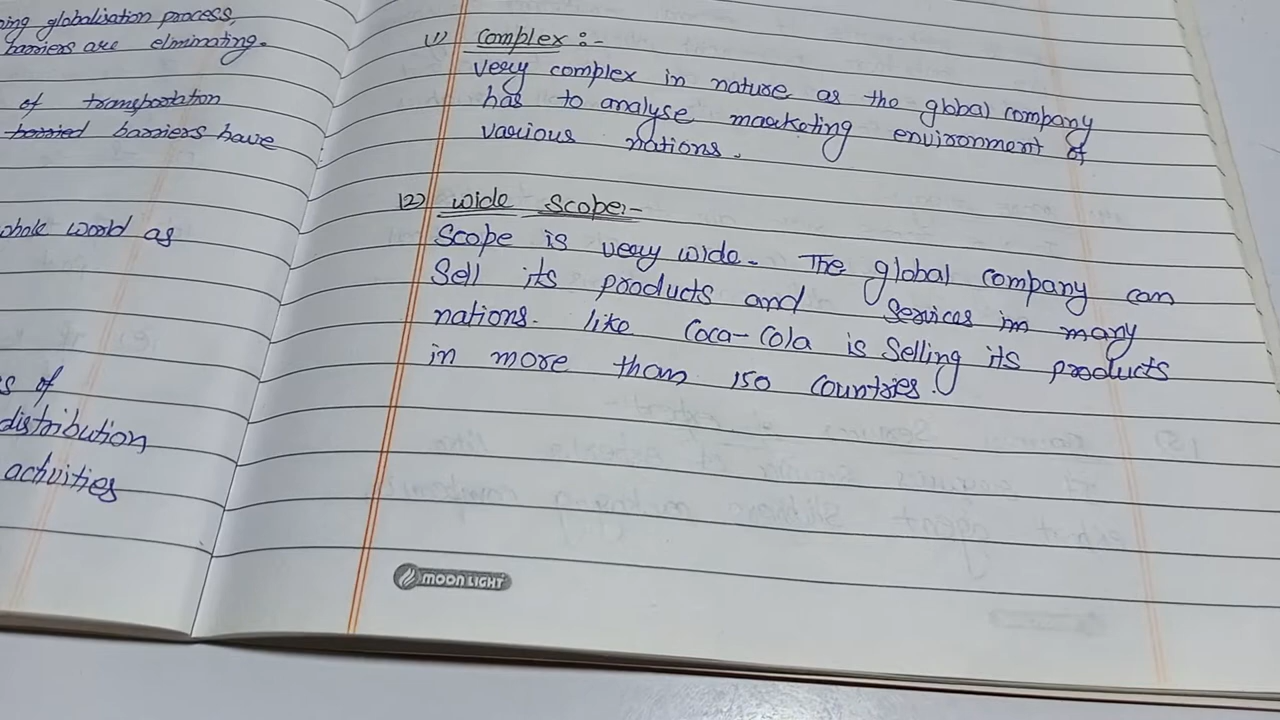 ing globalisation process,
barriers are elminating.
of transportation
barried barriers have
whole world as
s of
distribution
activities
11) Complex :-
very complex in nature as the global company
has to analyse marketing environment of
various nations.
12) wide scope:-
Scope is very wide. The global company can
Sell its products and services in many
nations. like Coca-Cola is Selling its products
in more than 150 countries.
MOON LIGHT